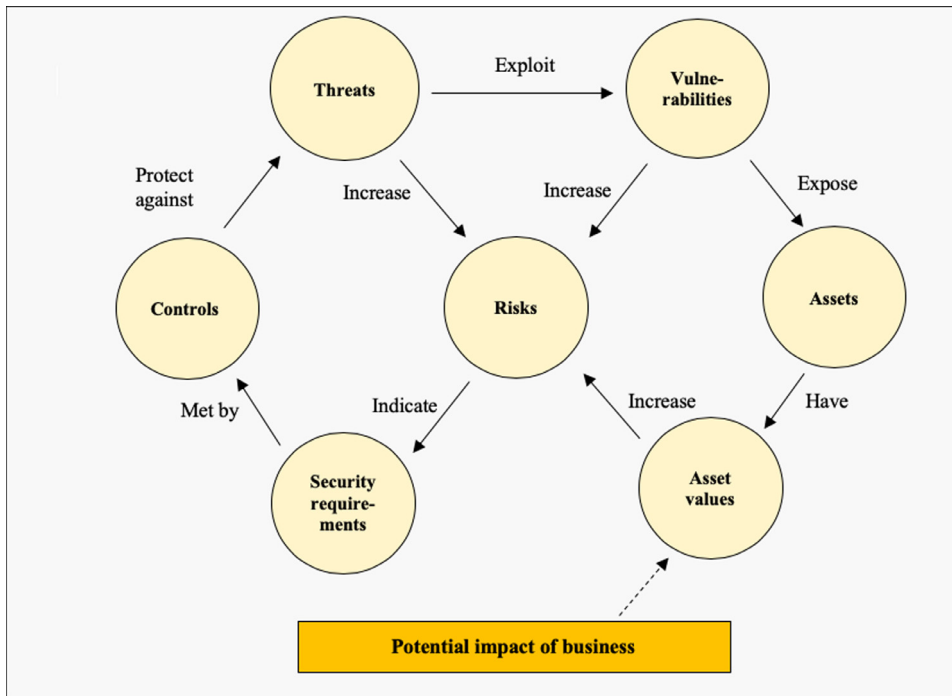 Exploit
Threats
Vulne-
rabilities
Protect
against
Increase
Increase
Expose
Controls
Risks
Assets
Met by
Indicate
Increase
Have
Security
require-
ments
Asset
values
Potential impact of business